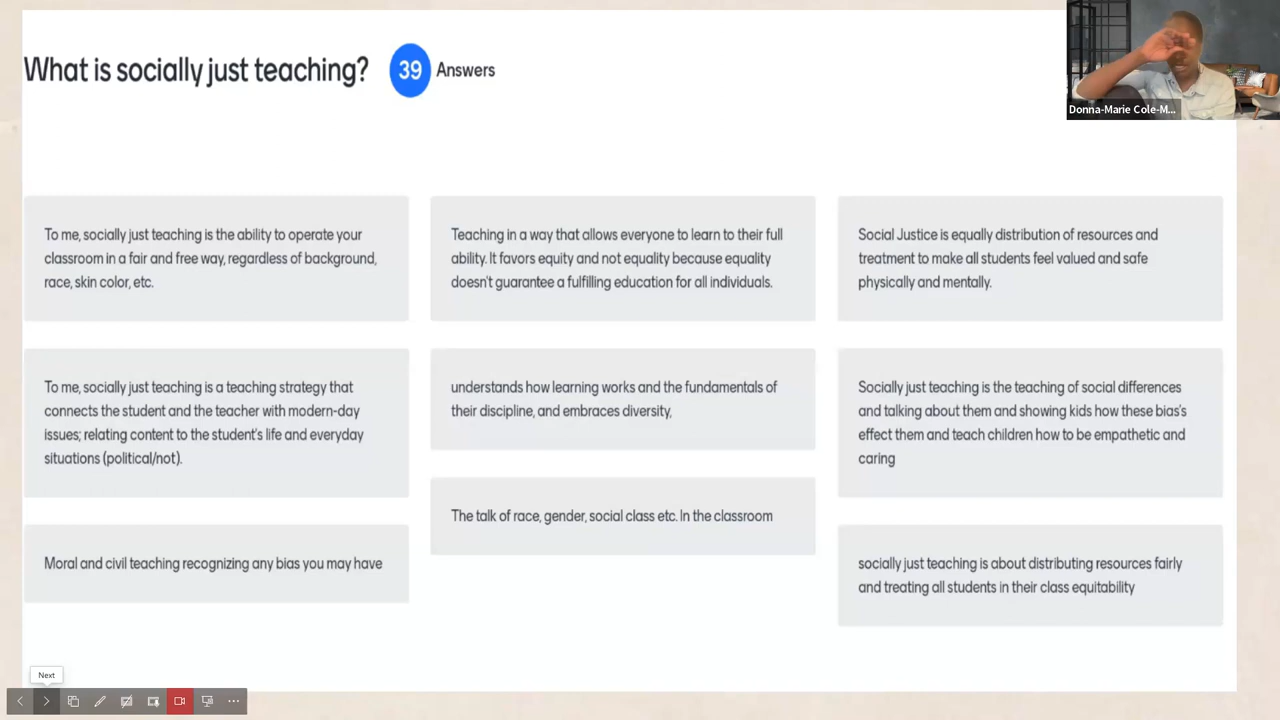 What is socially just teaching?
39
Answers
Donna-Marie Cole-M...
To me, socially just teaching is the ability to operate your
classroom in a fair and free way, regardless of background,
race, skin color, etc.
Teaching in a way that allows everyone to learn to their full
ability. It favors equity and not equality because equality
doesn't guarantee a fulfilling education for all individuals.
Social Justice is equally distribution of resources and
treatment to make all students feel valued and safe
physically and mentally.
To me, socially just teaching is a teaching strategy that
connects the student and the teacher with modern-day
issues; relating content to the student's life and everyday
situations (political/not).
understands how learning works and the fundamentals of
their discipline, and embraces diversity,
Socially just teaching is the teaching of social differences
and talking about them and showing kids how these bias's
effect them and teach children how to be empathetic and
caring
The talk of race, gender, social class etc. In the classroom
Moral and civil teaching recognizing any bias you may have
socially just teaching is about distributing resources fairly
and treating all students in their class equitability
Next